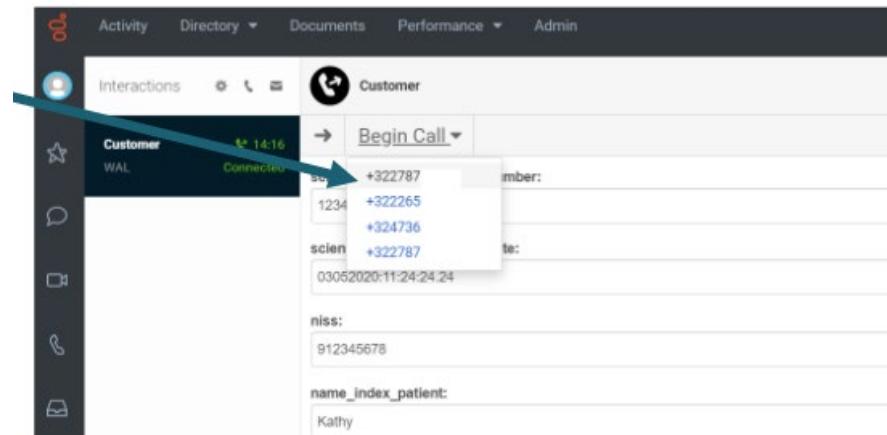 Activity Directory Documents Performance Admin
Interactions
Customer
Customer 14:16
WAL Connected
Begin Call
+322787
+322265
+324736
+322787
mber:
1234
scien
te:
03052020:11:24:24.24
niss:
912345678
name_index_patient:
Kathy